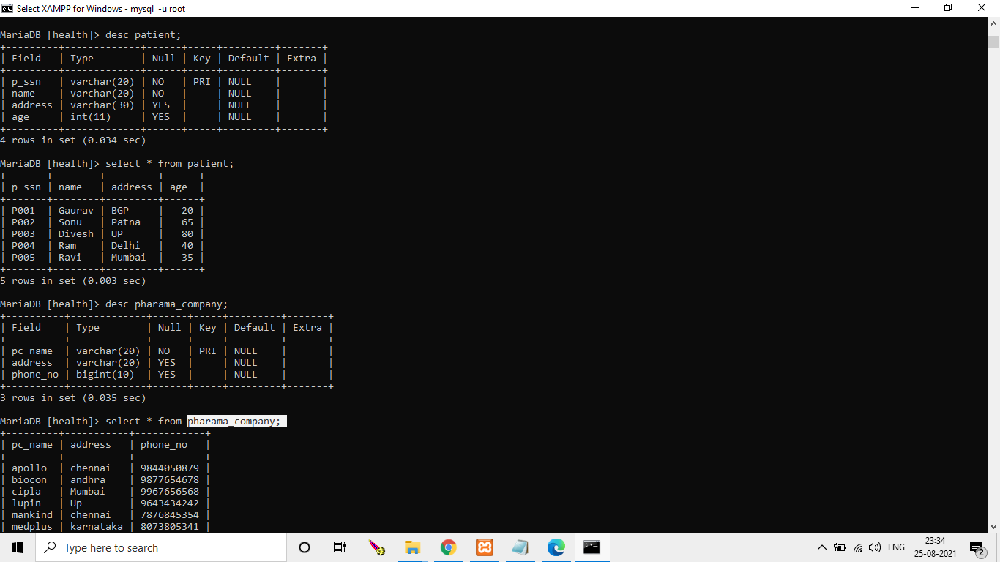 Select XAMPP for Windows - mysql  -u root
MariaDB [health]> desc patient;
+---------+-------------+------+-----+---------+-------+
| Field   | Type        | Null | Key | Default | Extra |
+---------+-------------+------+-----+---------+-------+
| p_ssn   | varchar(20) | NO   | PRI | NULL    |       |
| name    | varchar(20) | NO   |     | NULL    |       |
| address | varchar(30) | YES  |     | NULL    |       |
| age     | int(11)     | YES  |     | NULL    |       |
+---------+-------------+------+-----+---------+-------+
4 rows in set (0.034 sec)
MariaDB [health]> select * from patient;
+-------+--------+---------+------+
| p_ssn | name   | address | age  |
+-------+--------+---------+------+
| P001  | Gaurav | BGP     |   20 |
| P002  | Sonu   | Patna   |   65 |
| P003  | Divesh | UP      |   80 |
| P004  | Ram    | Delhi   |   40 |
| P005  | Ravi   | Mumbai  |   35 |
+-------+--------+---------+------+
5 rows in set (0.003 sec)
MariaDB [health]> desc pharama_company;
+----------+-------------+------+-----+---------+-------+
| Field    | Type        | Null | Key | Default | Extra |
+----------+-------------+------+-----+---------+-------+
| pc_name  | varchar(20) | NO   | PRI | NULL    |       |
| address  | varchar(20) | YES  |     | NULL    |       |
| phone_no | bigint(10)  | YES  |     | NULL    |       |
+----------+-------------+------+-----+---------+-------+
3 rows in set (0.035 sec)
MariaDB [health]> select * from pharama_company;
+---------+-----------+------------+
| pc_name | address   | phone_no   |
+---------+-----------+------------+
| apollo  | chennai   | 9844050879 |
| biocon  | andhra    | 9877654678 |
| cipla   | Mumbai    | 9967656568 |
| lupin   | Up        | 9643434242 |
| mankind | chennai   | 7876845354 |
| medplus | karnataka | 8073805341 |
Type here to search
ENG
23:34
25-08-2021
2